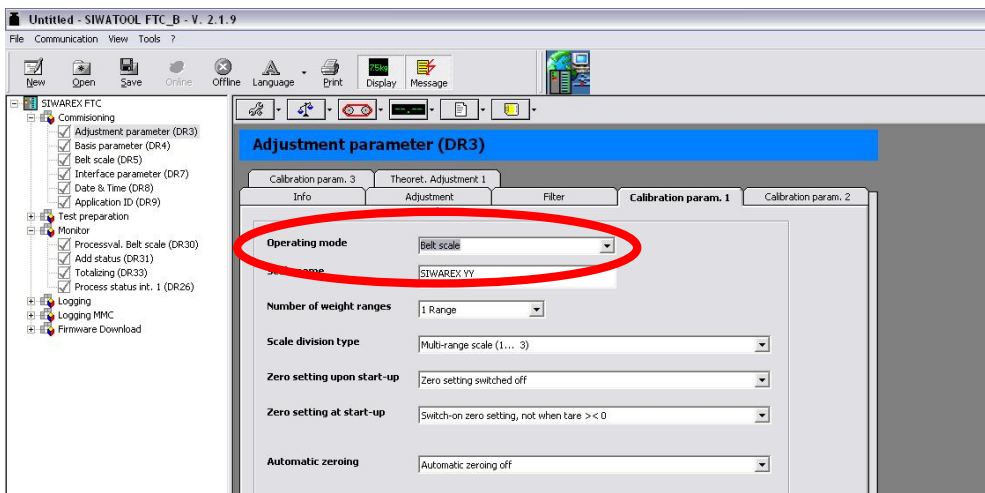 Untitled - SIWATOOL FTC_B - V. 2.1.9
File Communication View Tools ?
New Open Save Online Offline Language Print Display Message
75kg
SIWAREX FTC
Commisioning
Adjustment parameter (DR3)
Basis parameter (DR4)
Belt scale (DR5)
Interface parameter (DR7)
Date & Time (DR8)
Application ID (DR9)
Test preparation
Monitor
Processval. Belt scale (DR30)
Add status (DR31)
Totalizing (DR33)
Process status int. 1 (DR26)
Logging
Logging MMC
Firmware Download
Adjustment parameter (DR3)
Calibration param. 3 Theoret. Adjustment 1
Info Adjustment Filter Calibration param. 1 Calibration param. 2
Operating mode Belt scale
name SIWAREX YY
Number of weight ranges 1 Range
Scale division type Multi-range scale (1... 3)
Zero setting upon start-up Zero setting switched off
Zero setting at start-up Switch-on zero setting, not when tare >< 0
Automatic zeroing Automatic zeroing off